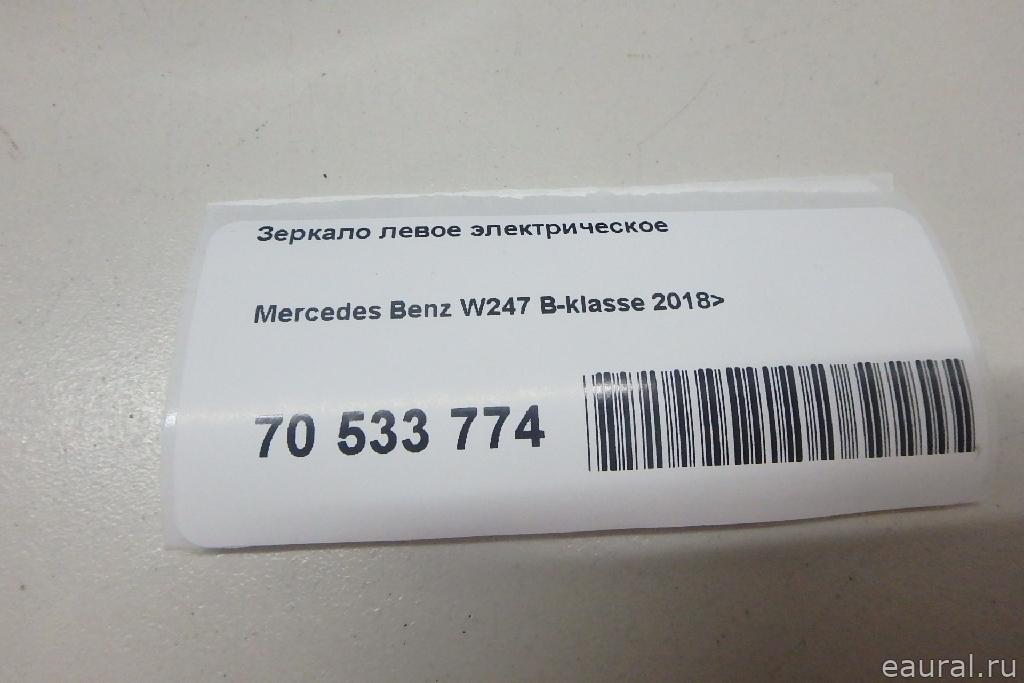 Зеркало левое электрическое
Mercedes Benz W247 B-klasse 2018>
70 533 774
eaural.ru